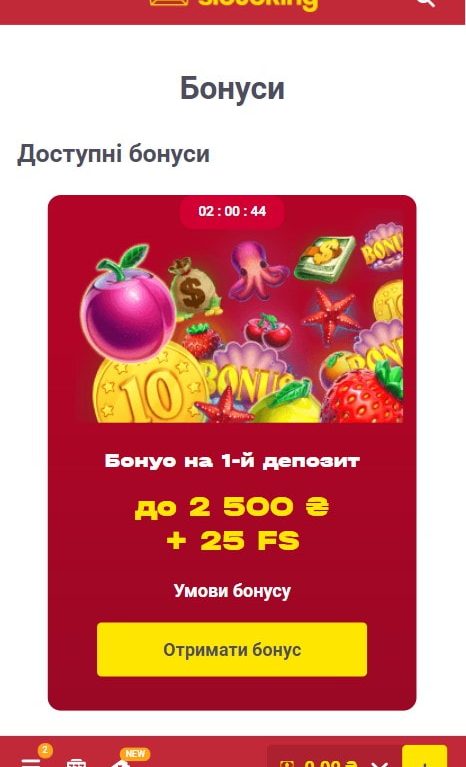 slotoking
Бонуси
Доступні бонуси
02 : 00 : 44
BONUS
10
BONUS
10
Бонус на 1-й депозит
до 2 500 ₴
+ 25 FS
Умови бонусу
Отримати бонус
2
NEW
0.00 ₴
+